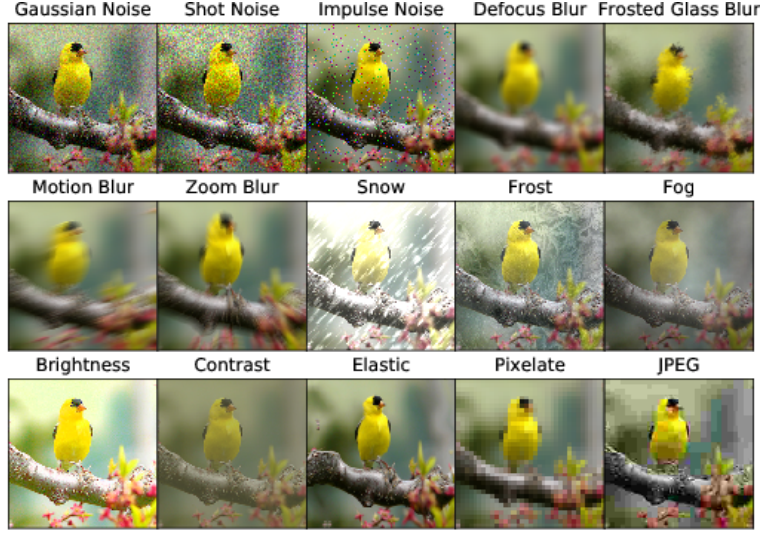 Gaussian Noise Shot Noise Impulse Noise Defocus Blur Frosted Glass Blur
Motion Blur Zoom Blur Snow Frost Fog
Brightness Contrast Elastic Pixelate JPEG